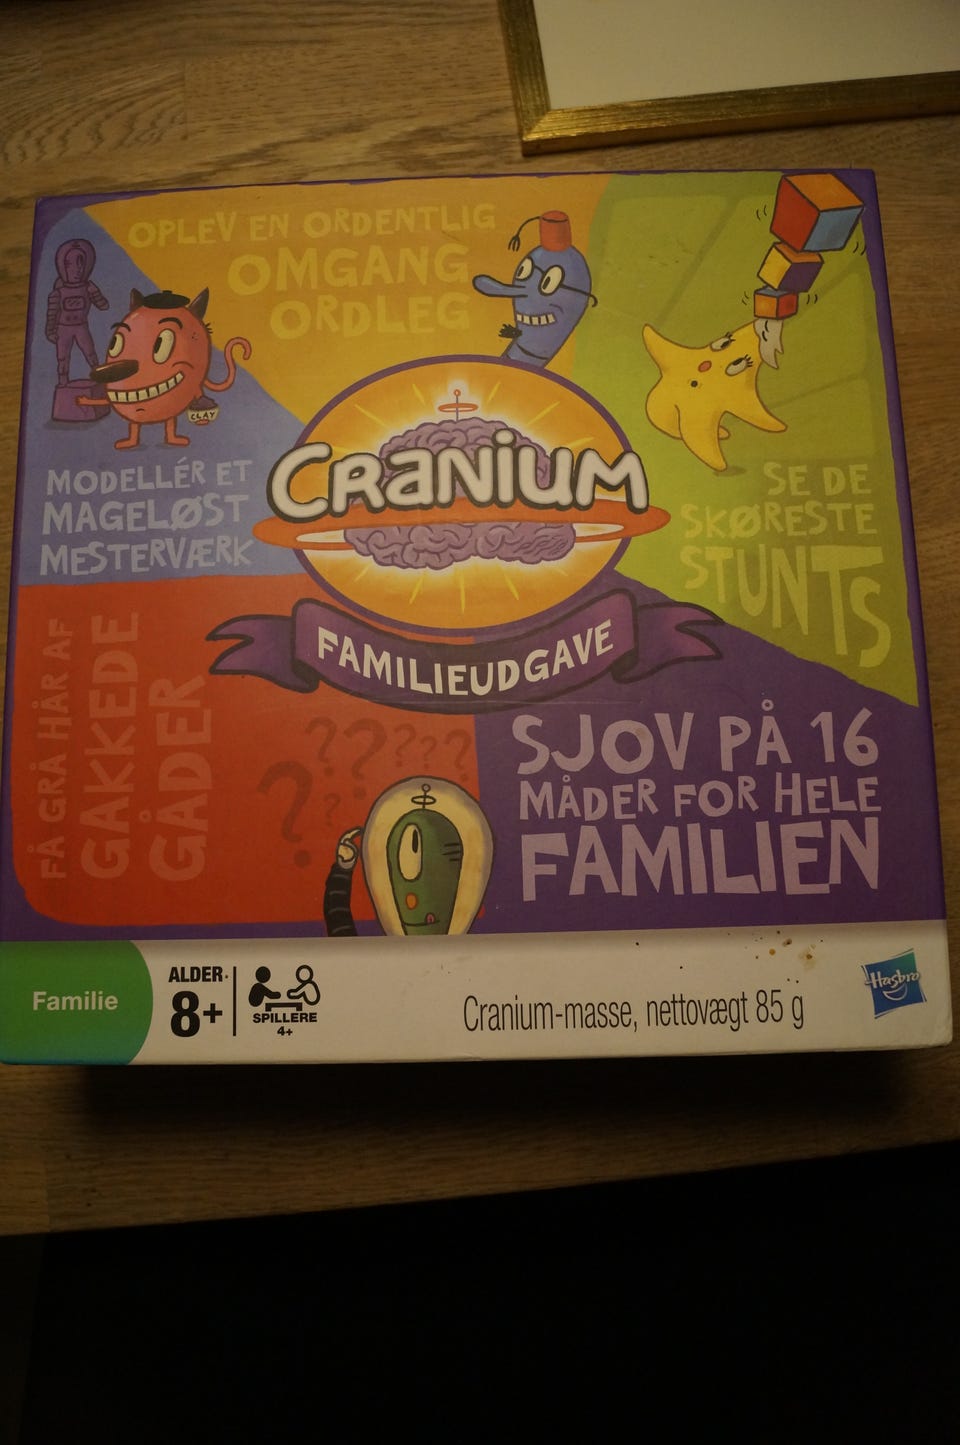 OPLEV EN ORDENTLIG
OMGANG
ORDLEG
CLAY
MODELLÉR ET
MAGELØST
MESTERVÆRK
CRANIUM
SE DE
SKØRESTE
STUNTS
FAMILIEUDGAVE
FÅ GRÅ HÅR AF
GAKKEDE
GÅDER
??????
?
SJOV PÅ 16
MÅDER FOR HELE
FAMILIEN
Familie
ALDER
8+
SPILLERE
4+
Cranium-masse, nettovægt 85 g
Hasbro